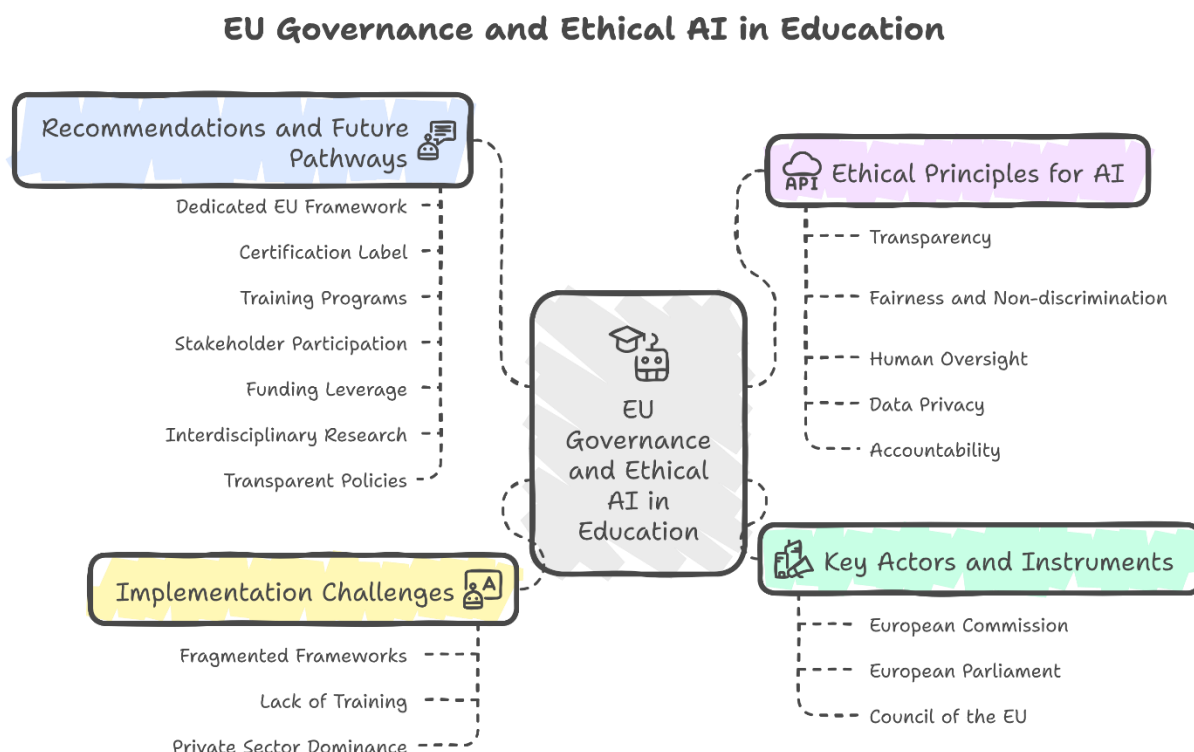 EU Governance and Ethical AI in Education
Recommendations and Future
Pathways
Dedicated EU Framework
Certification Label
Training Programs
Stakeholder Participation
Funding Leverage
Interdisciplinary Research
Transparent Policies
Implementation Challenges
A
Fragmented Frameworks
Lack of Training
Private Sector Dominance
EU
Governance
and Ethical
AI in
Education
API
Ethical Principles for AI
Transparency
Fairness and Non-discrimination
Human Oversight
Data Privacy
Accountability
Key Actors and Instruments
European Commission
European Parliament
Council of the EU